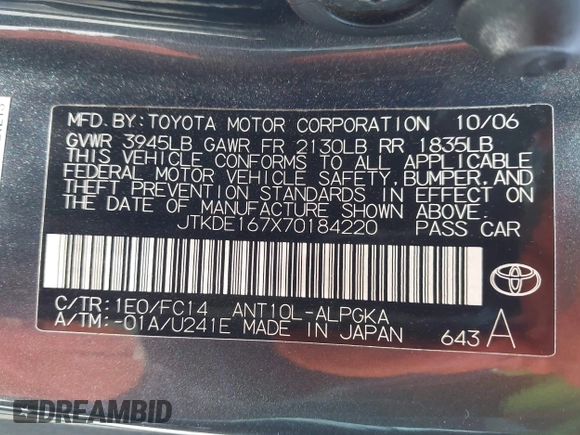 MFD. BY: TOYOTA MOTOR CORPORATION 10/06
GVWR 3945LB GAWR FR 2130LB RR 1835LB
THIS VEHICLE CONFORMS TO ALL APPLICABLE
FEDERAL MOTOR VEHICLE SAFETY, BUMPER, AND
THEFT PREVENTION STANDARDS IN EFFECT ON
THE DATE OF MANUFACTURE SHOWN ABOVE.
JTKDE167X70184220 PASS CAR
TOYOTA
C/TR: 1E0/FC14 ANT10L-ALPGKA
A/TM: -01A/U241E MADE IN JAPAN 643 A
DREAMBID